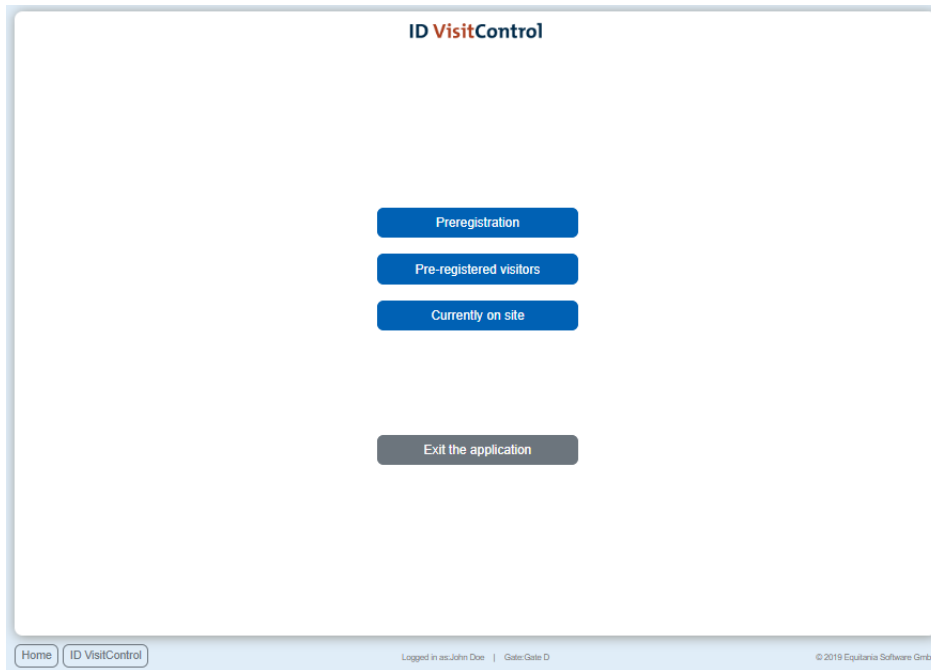 ID VisitControl
Preregistration
Pre-registered visitors
Currently on site
Exit the application
Home ID VisitControl Logged in as:John Doe | Gate:Gate D © 2019 Equitania Software Gmb